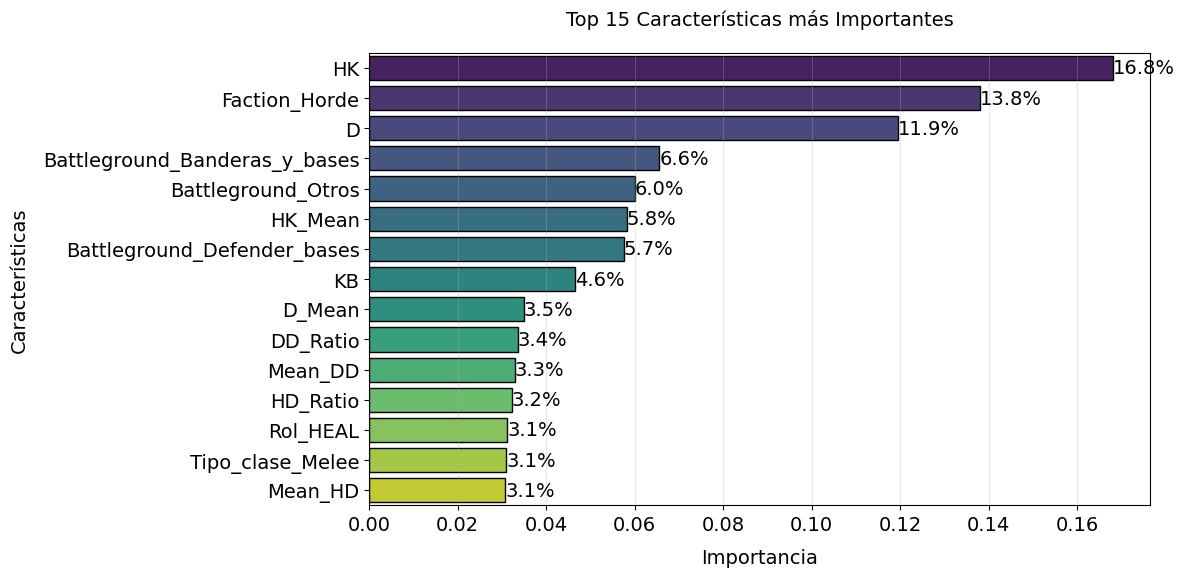 Top 15 Características más Importantes
Características
HK 16.8%
Faction_Horde 13.8%
D 11.9%
Battleground_Banderas_y_bases 6.6%
Battleground_Otros 6.0%
HK_Mean 5.8%
Battleground_Defender_bases 5.7%
KB 4.6%
D_Mean 3.5%
DD_Ratio 3.4%
Mean_DD 3.3%
HD_Ratio 3.2%
Rol_HEAL 3.1%
Tipo_clase_Melee 3.1%
Mean_HD 3.1%
0.00 0.02 0.04 0.06 0.08 0.10 0.12 0.14 0.16
Importancia